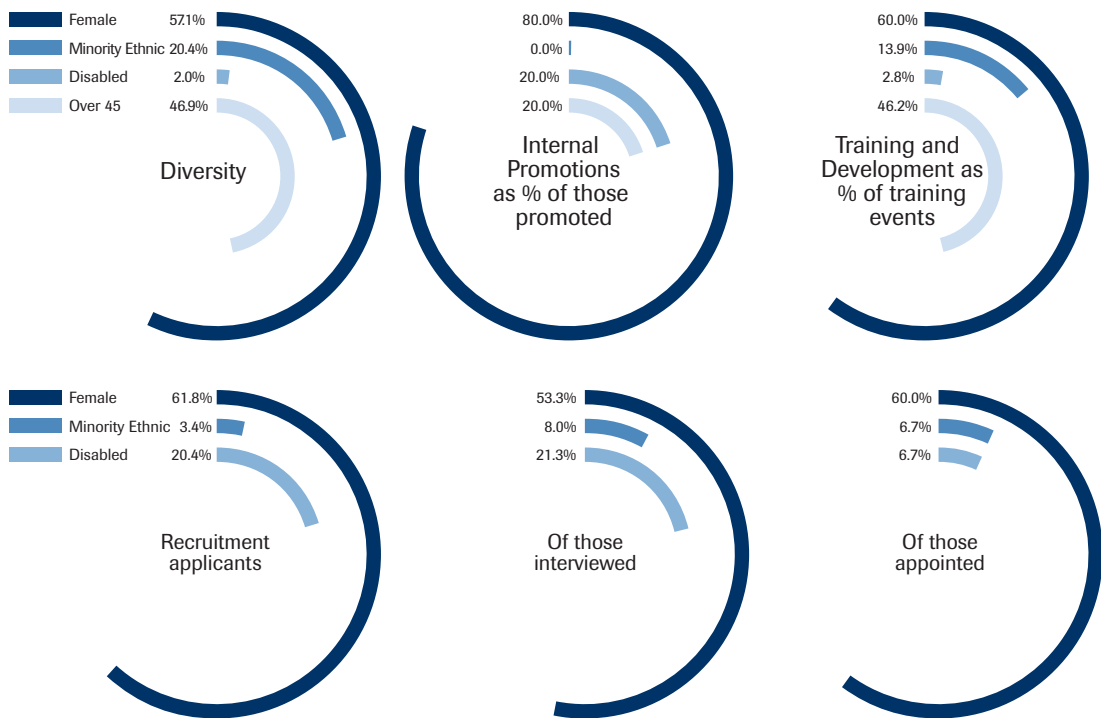 Female 57.1%
Minority Ethnic 20.4%
Disabled 2.0%
Over 45 46.9%
Diversity
80.0%
0.0%
20.0%
20.0%
Internal
Promotions
as % of those
promoted
60.0%
13.9%
2.8%
46.2%
Training and
Development as
% of training
events
Female 61.8%
Minority Ethnic 3.4%
Disabled 20.4%
Recruitment
applicants
53.3%
8.0%
21.3%
Of those
interviewed
60.0%
6.7%
6.7%
Of those
appointed